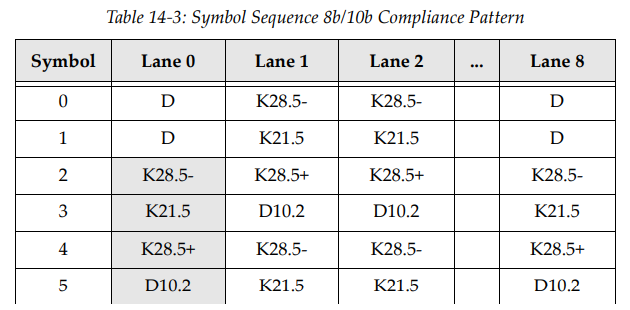 Table 14-3: Symbol Sequence 8b/10b Compliance Pattern
Symbol Lane 0 Lane 1 Lane 2 ... Lane 8
0 D K28.5- K28.5- D
1 D K21.5 K21.5 D
2 K28.5- K28.5+ K28.5+ K28.5-
3 K21.5 D10.2 D10.2 K21.5
4 K28.5+ K28.5- K28.5- K28.5+
5 D10.2 K21.5 K21.5 D10.2